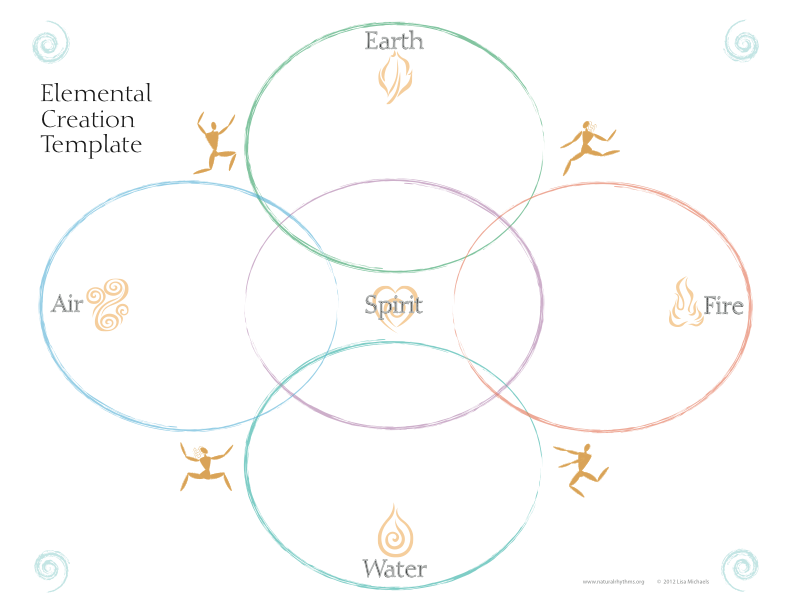 Earth
Elemental
Creation
Template
Air
Spirit
Fire
Water
www.naturalrhythms.org © 2012 Lisa Michaels